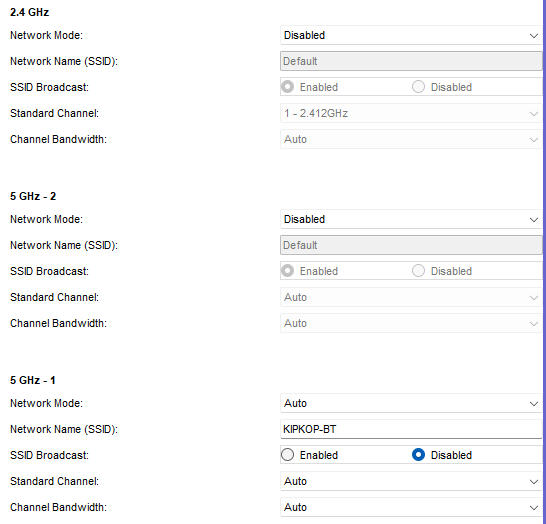 2.4 GHz
Network Mode: Disabled
Network Name (SSID): Default
SSID Broadcast: Enabled Disabled
Standard Channel: 1 - 2.412GHz
Channel Bandwidth: Auto
5 GHz - 2
Network Mode: Disabled
Network Name (SSID): Default
SSID Broadcast: Enabled Disabled
Standard Channel: Auto
Channel Bandwidth: Auto
5 GHz - 1
Network Mode: Auto
Network Name (SSID): KIPKOP-BT
SSID Broadcast: Enabled Disabled
Standard Channel: Auto
Channel Bandwidth: Auto